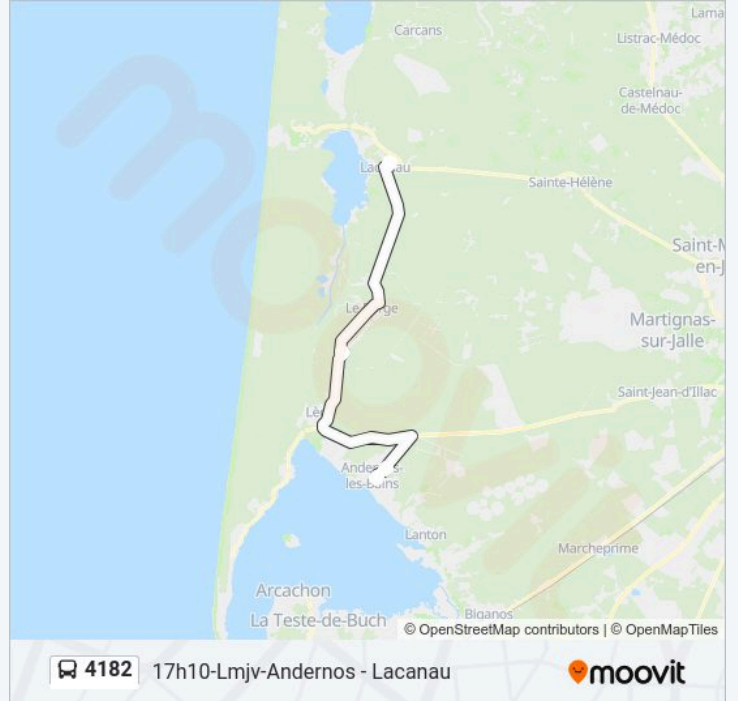 Lama
Carcans
Listrac-Médoc
Castelnau-
de-Médoc
Sainte-Hélène
Saint-M
en-J
Martignas-
sur-Jalle
Saint-Jean-d'Illac
Andernos-
les-Bains
Lanton
Marcheprime
Arcachon
La Teste-de-Buch
Biganos
© OpenStreetMap contributors | © OpenMapTiles
4182 17h10-Lmjv-Andernos - Lacanau
moovit